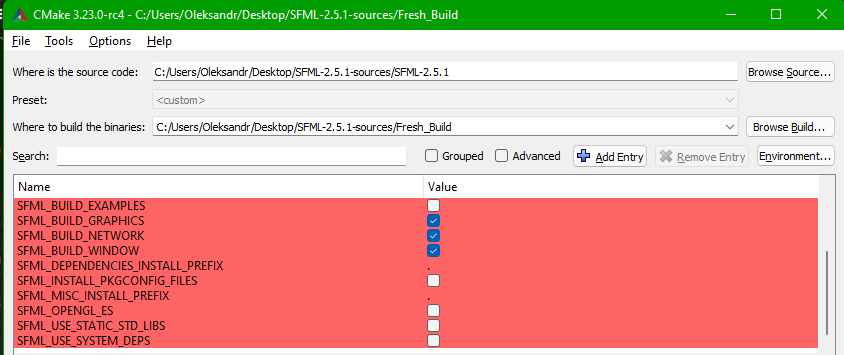 CMake 3.23.0-rc4 - C:/Users/Oleksandr/Desktop/SFML-2.5.1-sources/Fresh_Build
File Tools Options Help
Where is the source code: C:/Users/Oleksandr/Desktop/SFML-2.5.1-sources/SFML-2.5.1 Browse Source...
Preset: <custom>
Where to build the binaries: C:/Users/Oleksandr/Desktop/SFML-2.5.1-sources/Fresh_Build Browse Build...
Search: Grouped Advanced Add Entry Remove Entry Environment...
Name Value
SFML_BUILD_EXAMPLES
SFML_BUILD_GRAPHICS
SFML_BUILD_NETWORK
SFML_BUILD_WINDOW
SFML_DEPENDENCIES_INSTALL_PREFIX .
SFML_INSTALL_PKGCONFIG_FILES
SFML_MISC_INSTALL_PREFIX .
SFML_OPENGL_ES
SFML_USE_STATIC_STD_LIBS
SFML_USE_SYSTEM_DEPS